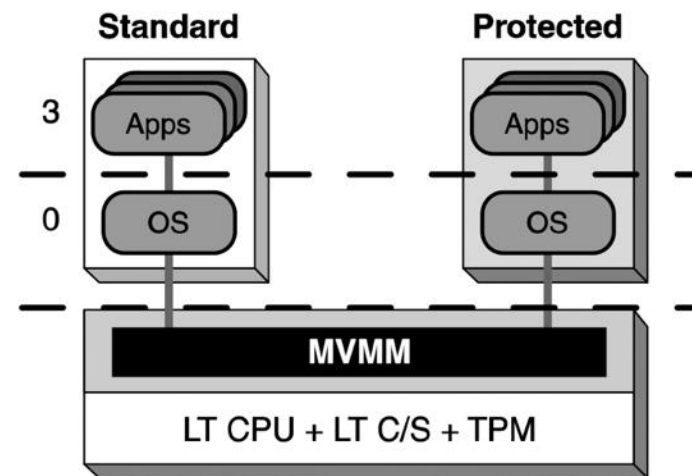 Standard Protected
3 Apps Apps
0 OS OS
MVMM
LT CPU + LT C/S + TPM